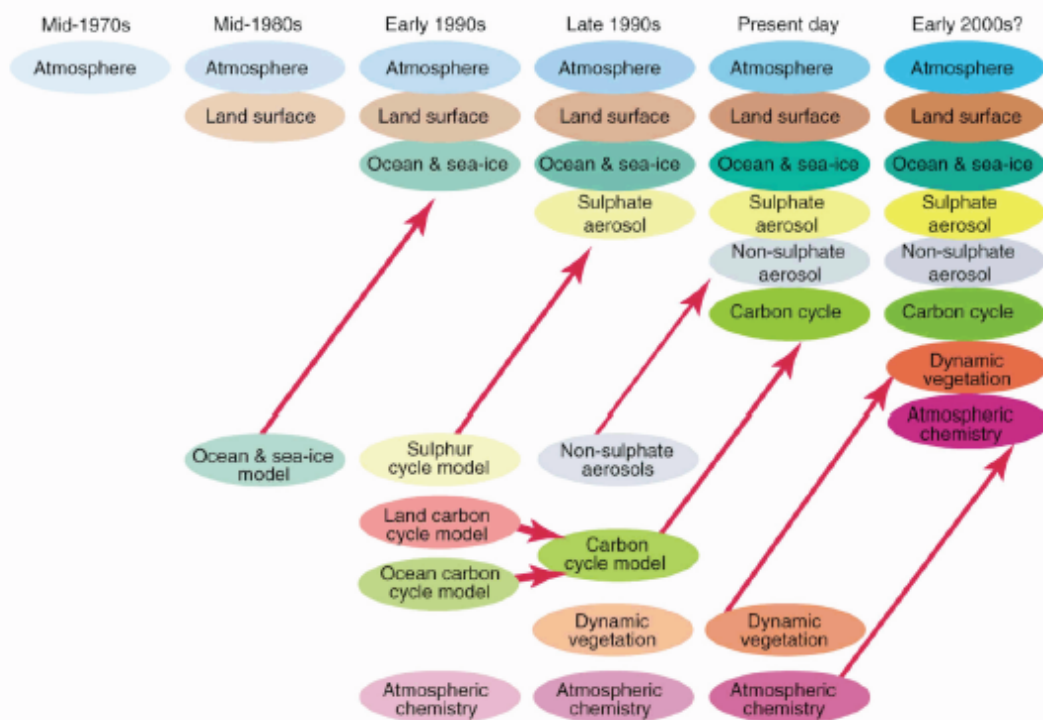 Mid-1970s
Mid-1980s
Early 1990s
Late 1990s
Present day
Early 2000s?
Atmosphere
Atmosphere
Atmosphere
Atmosphere
Atmosphere
Atmosphere
Land surface
Land surface
Land surface
Land surface
Land surface
Ocean & sea-ice
Ocean & sea-ice
Ocean & sea-ice
Ocean & sea-ice
Sulphate
aerosol
Sulphate
aerosol
Sulphate
aerosol
Non-sulphate
aerosol
Non-sulphate
aerosol
Carbon cycle
Carbon cycle
Dynamic
vegetation
Atmospheric
chemistry
Ocean & sea-ice
model
Sulphur
cycle model
Non-sulphate
aerosols
Land carbon
cycle model
Carbon
cycle model
Ocean carbon
cycle model
Dynamic
vegetation
Dynamic
vegetation
Atmospheric
chemistry
Atmospheric
chemistry
Atmospheric
chemistry